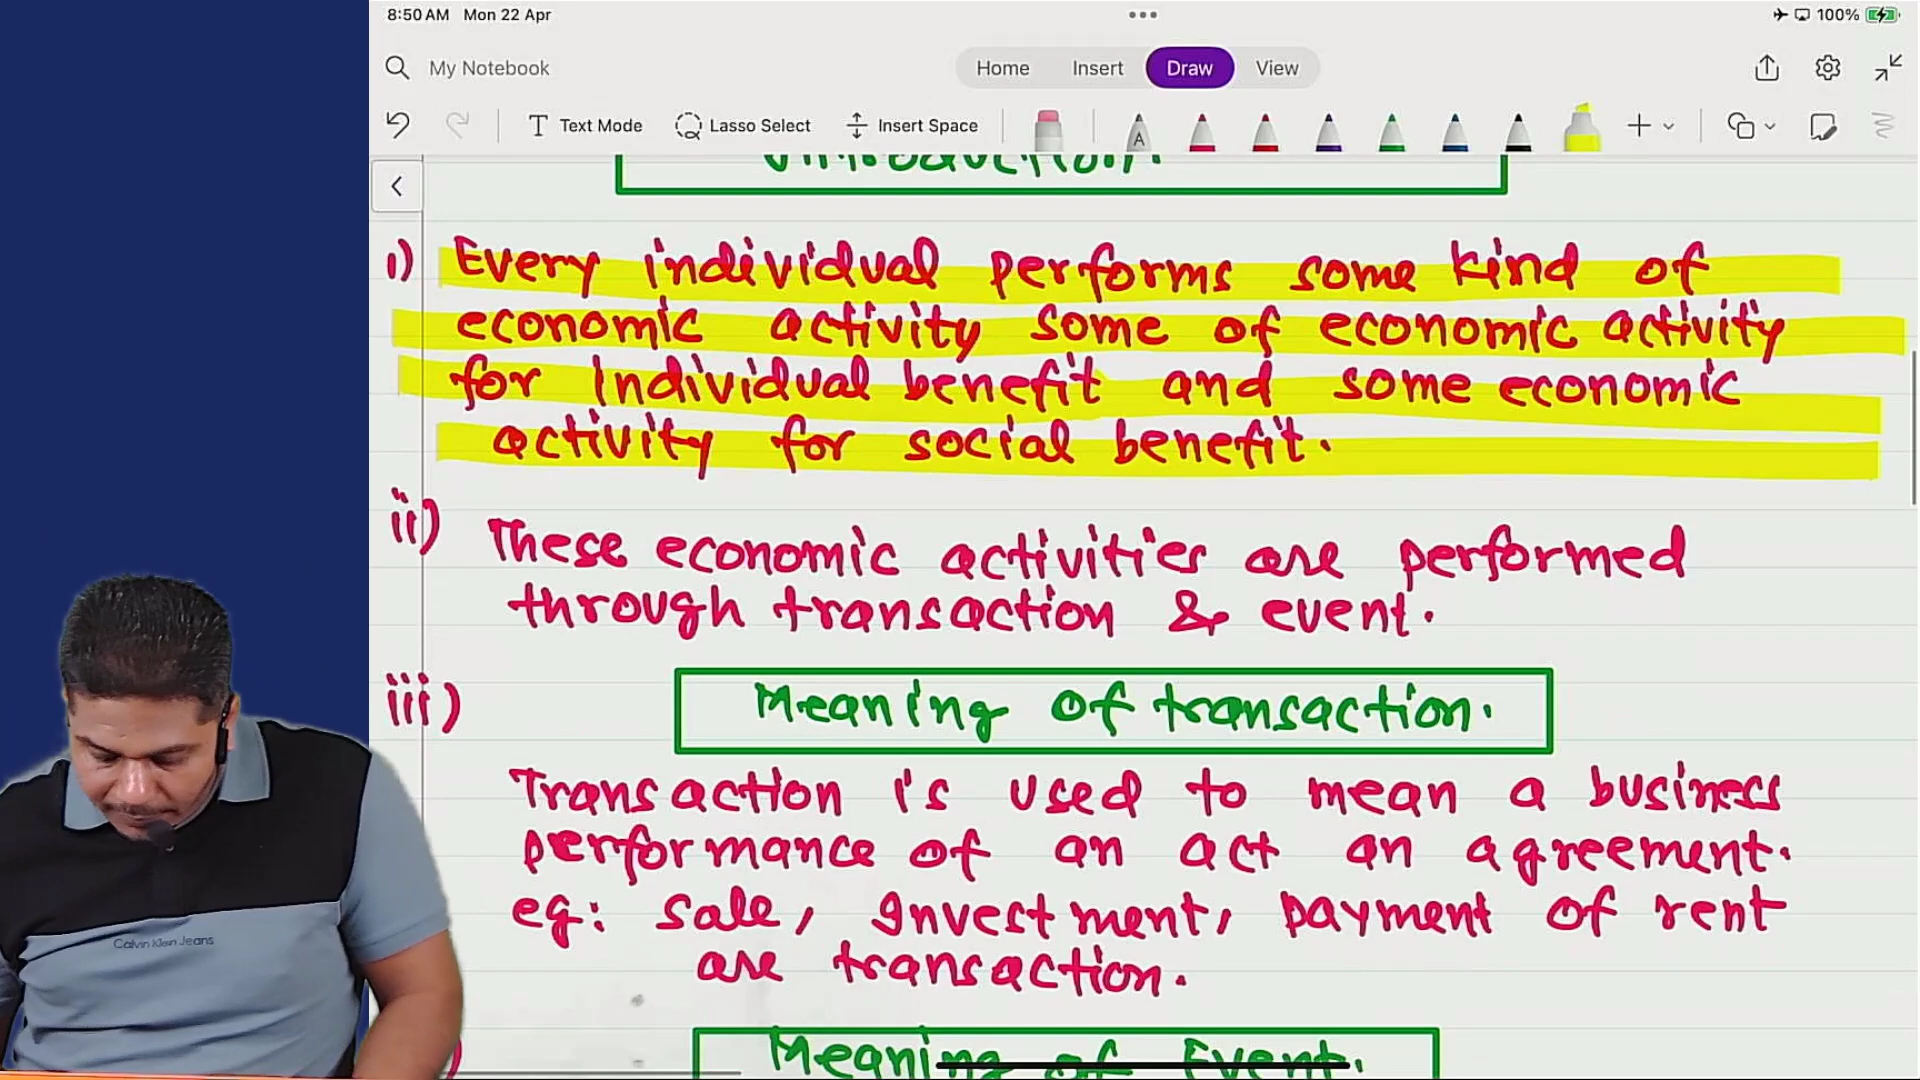 8:50 AM Mon 22 Apr
100%
My Notebook
Home Insert Draw View
Text Mode Lasso Select Insert Space
A
Introduction.
i) Every individual performs some kind of
economic activity some of economic activity
for Individual benefit and some economic
activity for social benefit.
ii) These economic activities are performed
through transaction & event.
iii) Meaning of transaction.
Transaction is used to mean a business
performance of an act an agreement.
eg: sale, Investment, payment of rent
are transaction.
Meaning of Event.
Calvin Klein Jeans